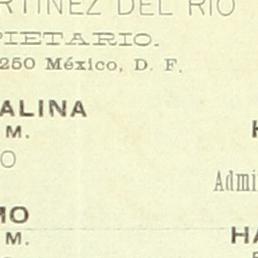 RTINEZ DEL RIO
PIETARIO.
250 México, D. F.
ALINA
M.
O
Admi
MO
M.
HA